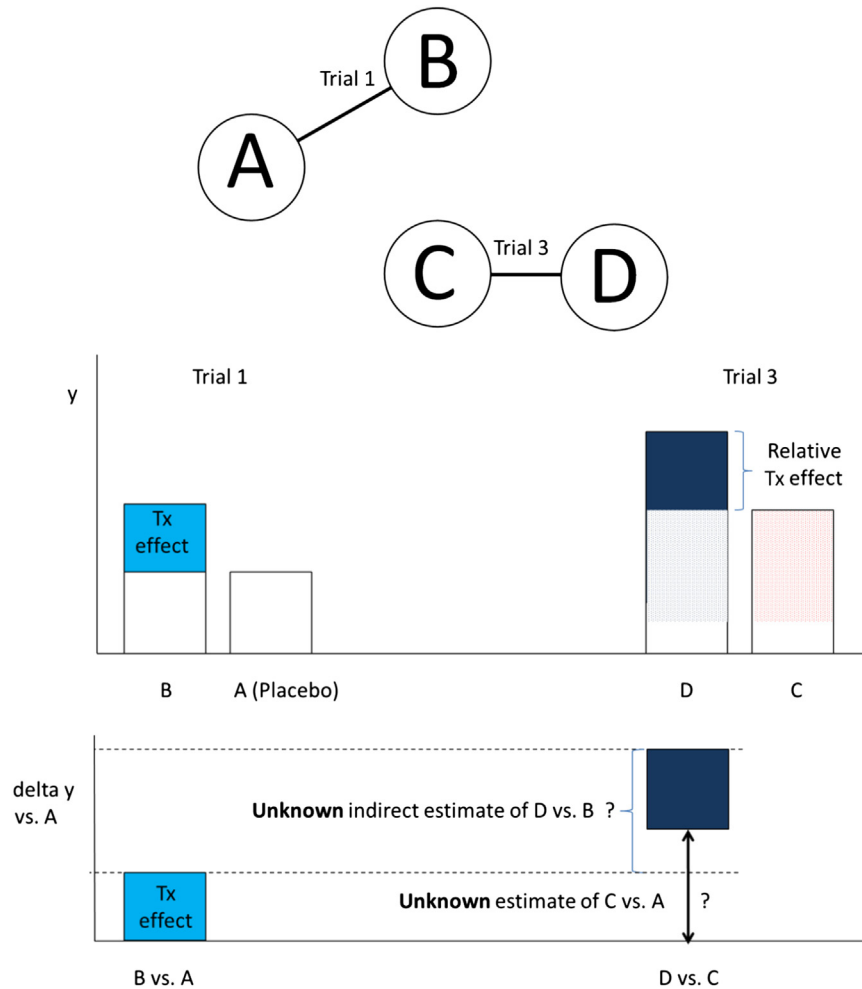 B
Trial 1
A
C
Trial 3
D
Trial 1
Trial 3
y
Relative
Tx effect
Tx
effect
B
A (Placebo)
D
C
delta y
vs. A
Unknown indirect estimate of D vs. B ?
Unknown estimate of C vs. A ?
Tx
effect
B vs. A
D vs. C